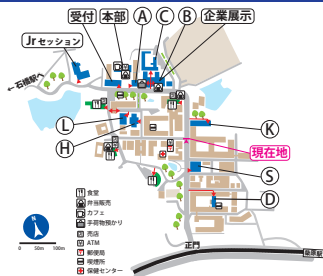 受付
本部
A
C
B
企業展示
Jrセッション
← 石橋駅へ
L
H
K
現在地
S
D
食堂
弁当販売
カフェ
手荷物預かり
売店
ATM
郵便局
喫煙所
保健センター
0 50m 100m
正門